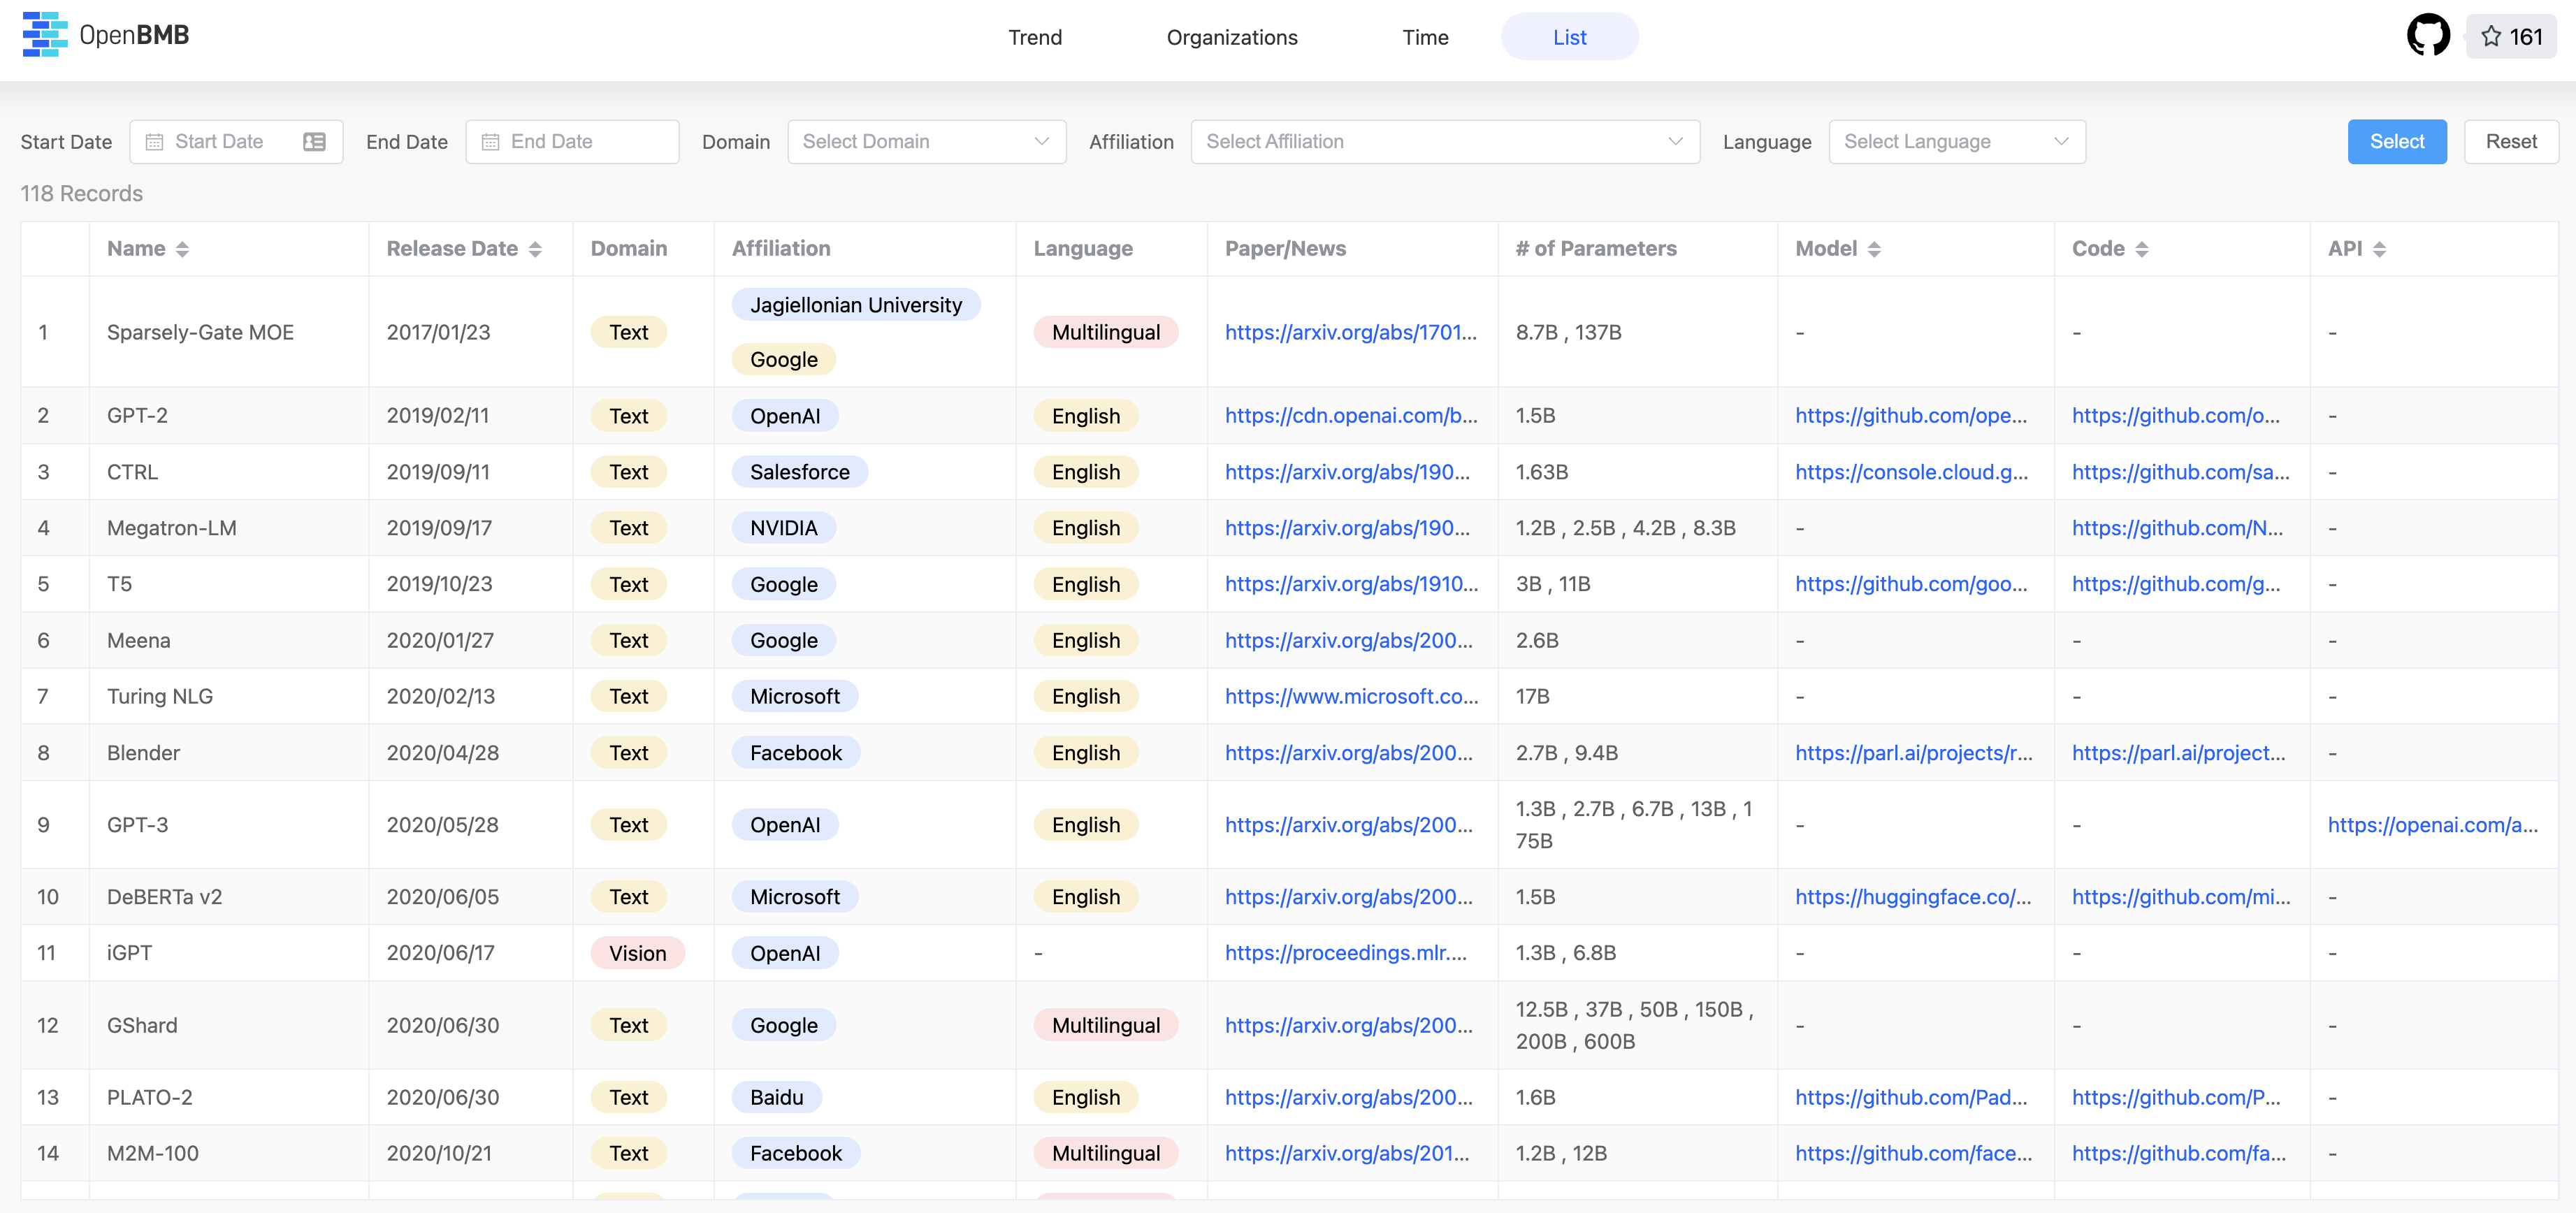 OpenBMB Trend Organizations Time List 161
Start Date Start Date End Date End Date Domain Select Domain Affiliation Select Affiliation Language Select Language Select Reset
118 Records
Name Release Date Domain Affiliation Language Paper/News # of Parameters Model Code API
1 Sparsely-Gate MOE 2017/01/23 Text Jagiellonian University Google Multilingual https://arxiv.org/abs/1701... 8.7B , 137B - - -
2 GPT-2 2019/02/11 Text OpenAI English https://cdn.openai.com/b... 1.5B https://github.com/ope... https://github.com/o... -
3 CTRL 2019/09/11 Text Salesforce English https://arxiv.org/abs/190... 1.63B https://console.cloud.g... https://github.com/sa... -
4 Megatron-LM 2019/09/17 Text NVIDIA English https://arxiv.org/abs/190... 1.2B , 2.5B , 4.2B , 8.3B - https://github.com/N... -
5 T5 2019/10/23 Text Google English https://arxiv.org/abs/1910... 3B , 11B https://github.com/goo... https://github.com/g... -
6 Meena 2020/01/27 Text Google English https://arxiv.org/abs/200... 2.6B - - -
7 Turing NLG 2020/02/13 Text Microsoft English https://www.microsoft.co... 17B - - -
8 Blender 2020/04/28 Text Facebook English https://arxiv.org/abs/200... 2.7B , 9.4B https://parl.ai/projects/r... https://parl.ai/project... -
9 GPT-3 2020/05/28 Text OpenAI English https://arxiv.org/abs/200... 1.3B , 2.7B , 6.7B , 13B , 1
75B - - https://openai.com/a...
10 DeBERTa v2 2020/06/05 Text Microsoft English https://arxiv.org/abs/200... 1.5B https://huggingface.co/... https://github.com/mi... -
11 iGPT 2020/06/17 Vision OpenAI - https://proceedings.mlr.... 1.3B , 6.8B - - -
12 GShard 2020/06/30 Text Google Multilingual https://arxiv.org/abs/200... 12.5B , 37B , 50B , 150B ,
200B , 600B - - -
13 PLATO-2 2020/06/30 Text Baidu English https://arxiv.org/abs/200... 1.6B https://github.com/Pad... https://github.com/P... -
14 M2M-100 2020/10/21 Text Facebook Multilingual https://arxiv.org/abs/201... 1.2B , 12B https://github.com/face... https://github.com/fa... -